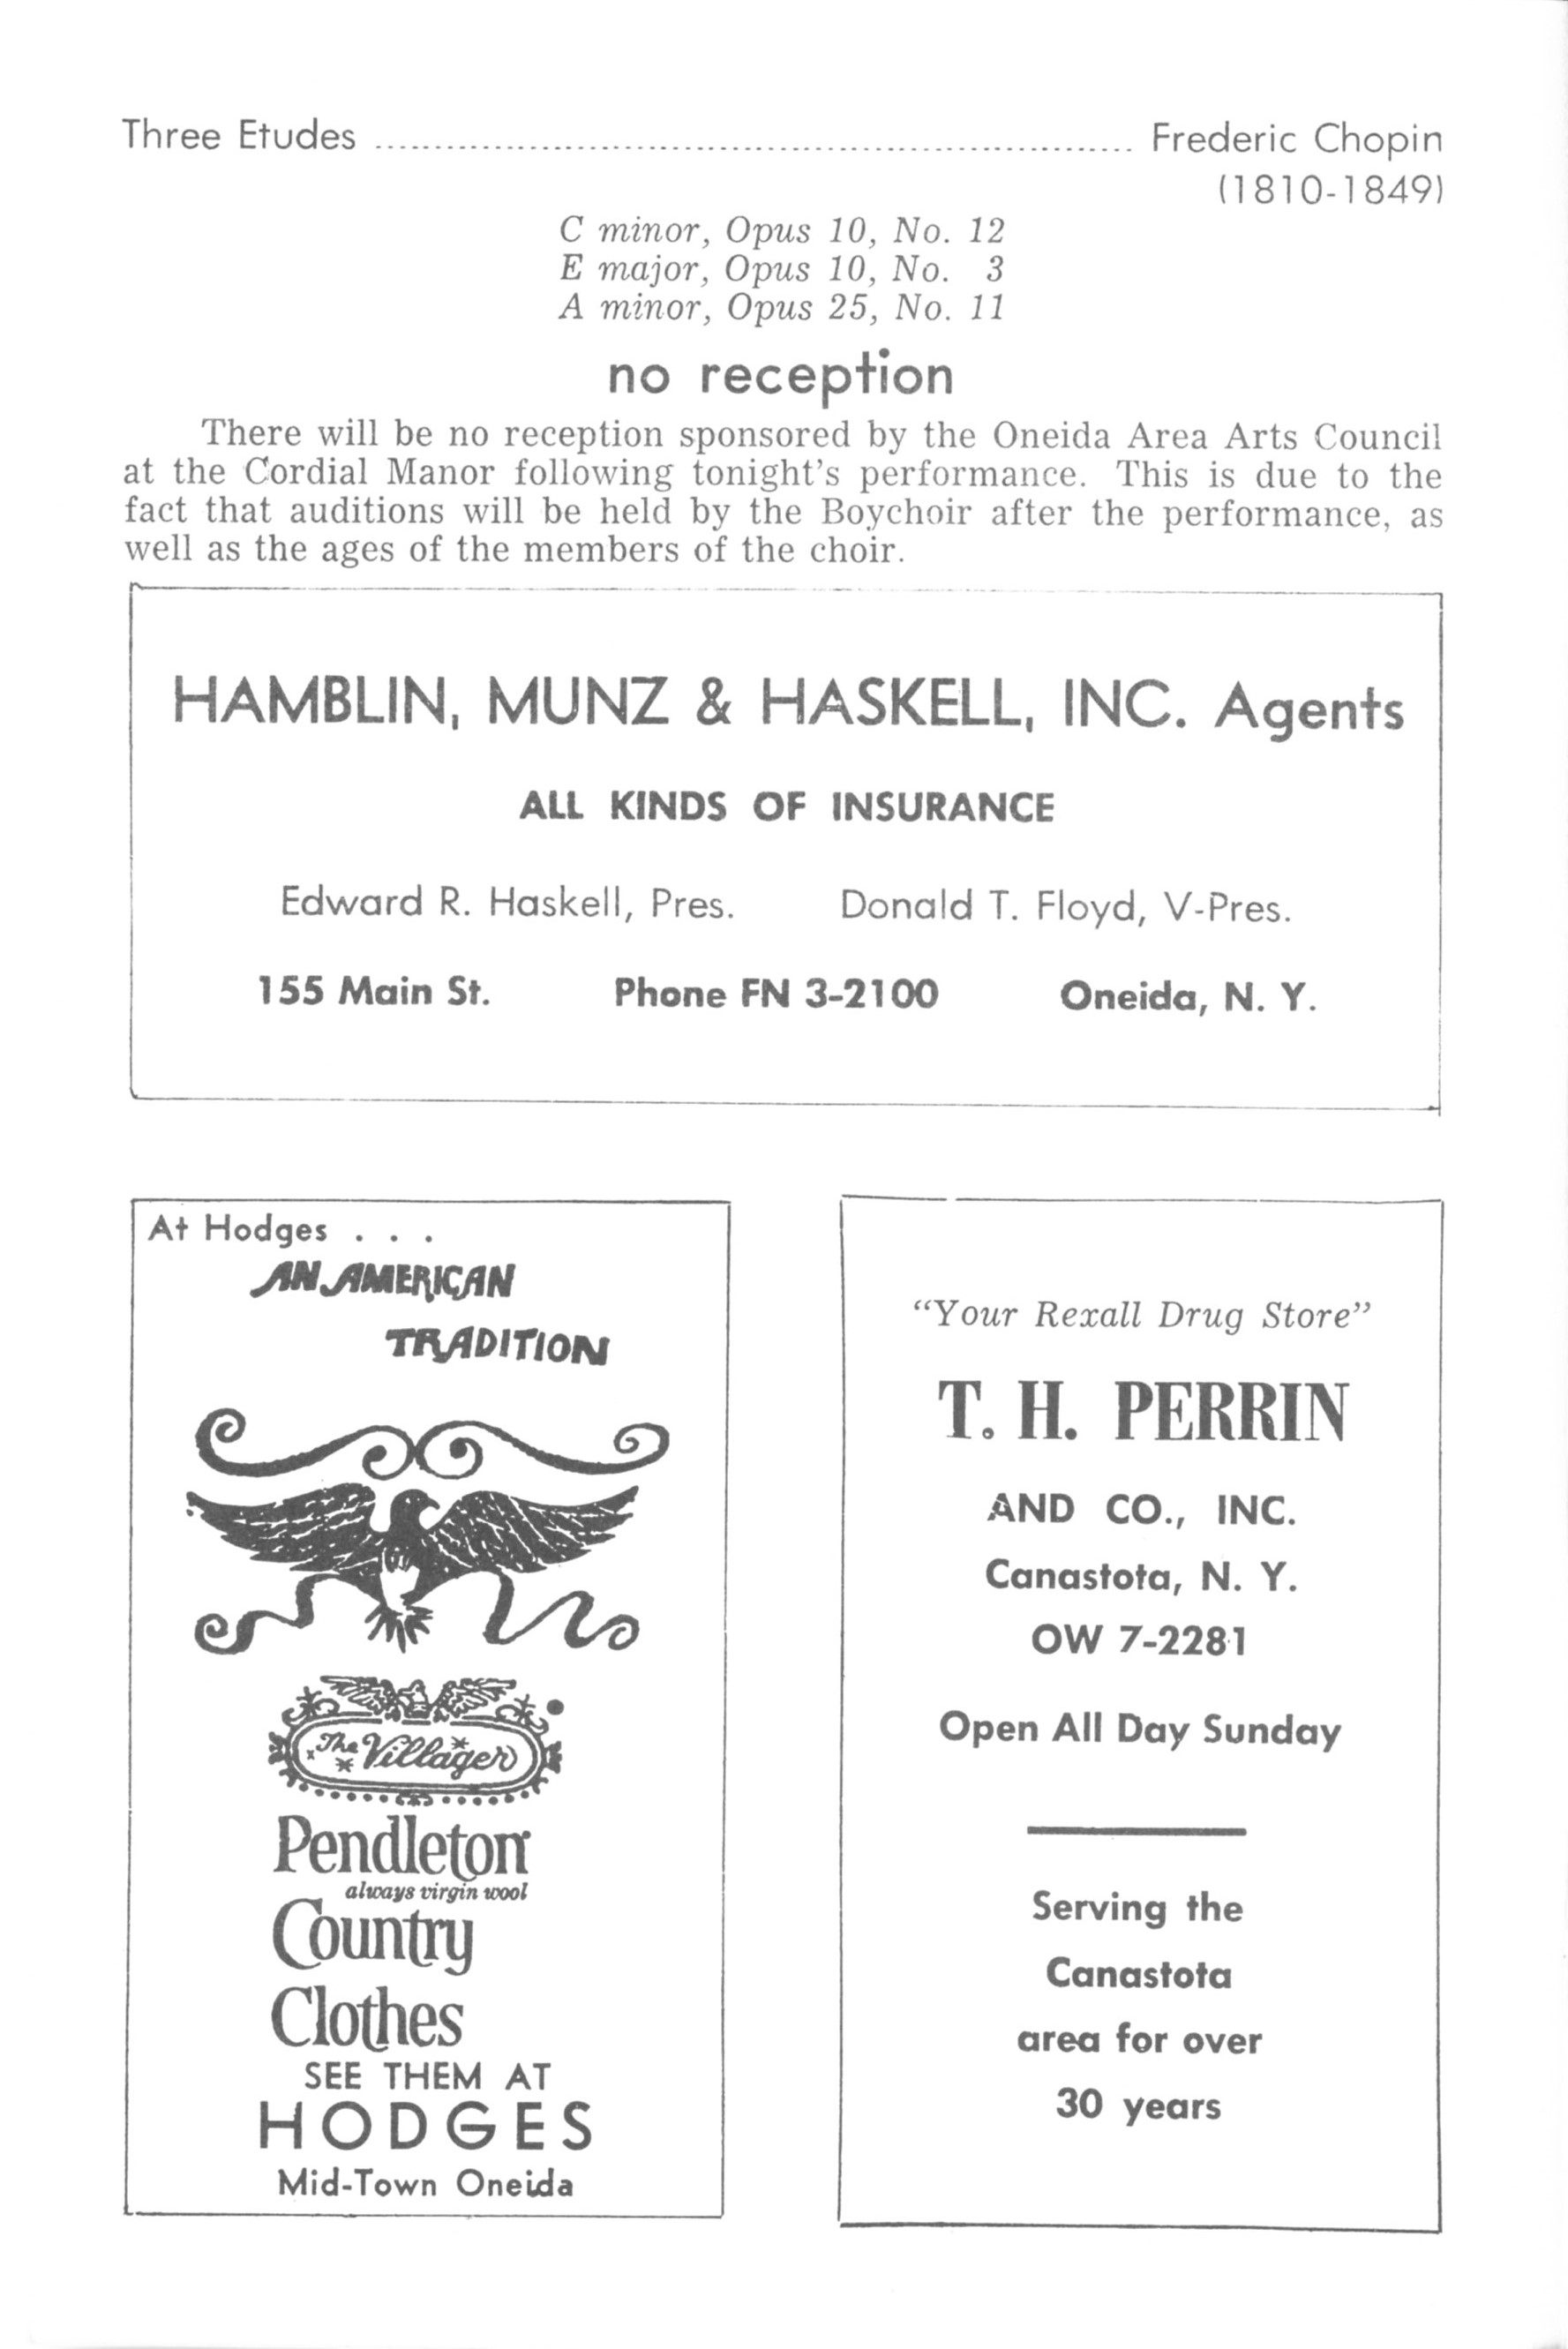 Three Etudes ................................................................ Frederic Chopin
(1810-1849)
C minor, Opus 10, No. 12
E major, Opus 10, No. 3
A minor, Opus 25, No. 11
no reception
There will be no reception sponsored by the Oneida Area Arts Council
at the Cordial Manor following tonight's performance. This is due to the
fact that auditions will be held by the Boychoir after the performance, as
well as the ages of the members of the choir.
HAMBLIN, MUNZ & HASKELL, INC. Agents
ALL KINDS OF INSURANCE
Edward R. Haskell, Pres. Donald T. Floyd, V-Pres.
155 Main St. Phone FN 3-2100 Oneida, N. Y.
At Hodges . . .
AN AMERICAN
TRADITION
The Villager
Pendleton
always virgin wool
Country
Clothes
SEE THEM AT
HODGES
Mid-Town Oneida
"Your Rexall Drug Store"
T. H. PERRIN
AND CO., INC.
Canastota, N. Y.
OW 7-2281
Open All Day Sunday
Serving the
Canastota
area for over
30 years